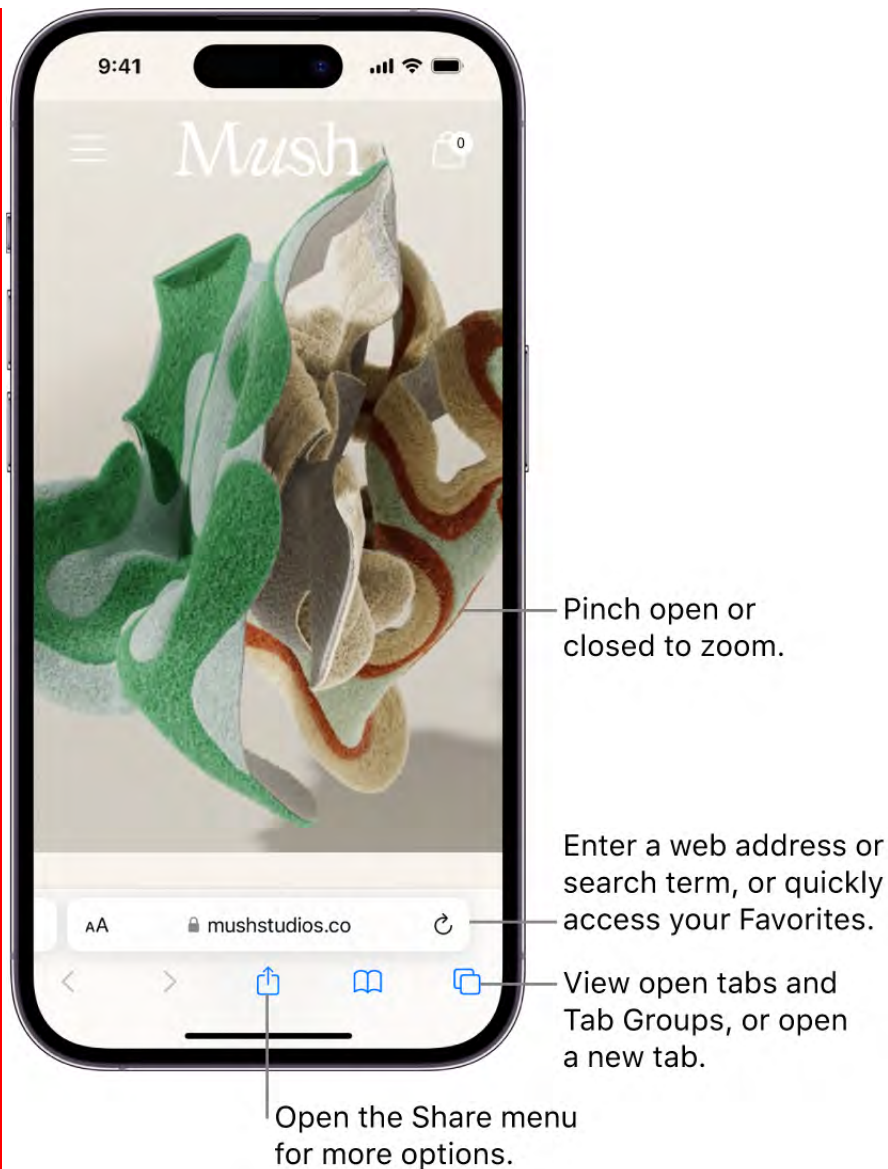 9:41
Mush
0
Pinch open or
closed to zoom.
Enter a web address or
search term, or quickly
access your Favorites.
AA mushstudios.co
View open tabs and
Tab Groups, or open
a new tab.
Open the Share menu
for more options.